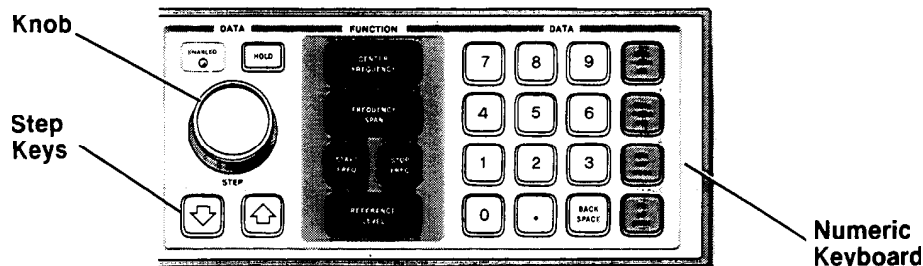 Knob
Step
Keys
DATA
ENABLED
HOLD
STEP
FUNCTION
CENTER
FREQUENCY
FREQUENCY
SPAN
START
FREQ
STOP
FREQ
REFERENCE
LEVEL
DATA
7 8 9
4 5 6
1 2 3
0 . BACK
SPACE
Numeric
Keyboard